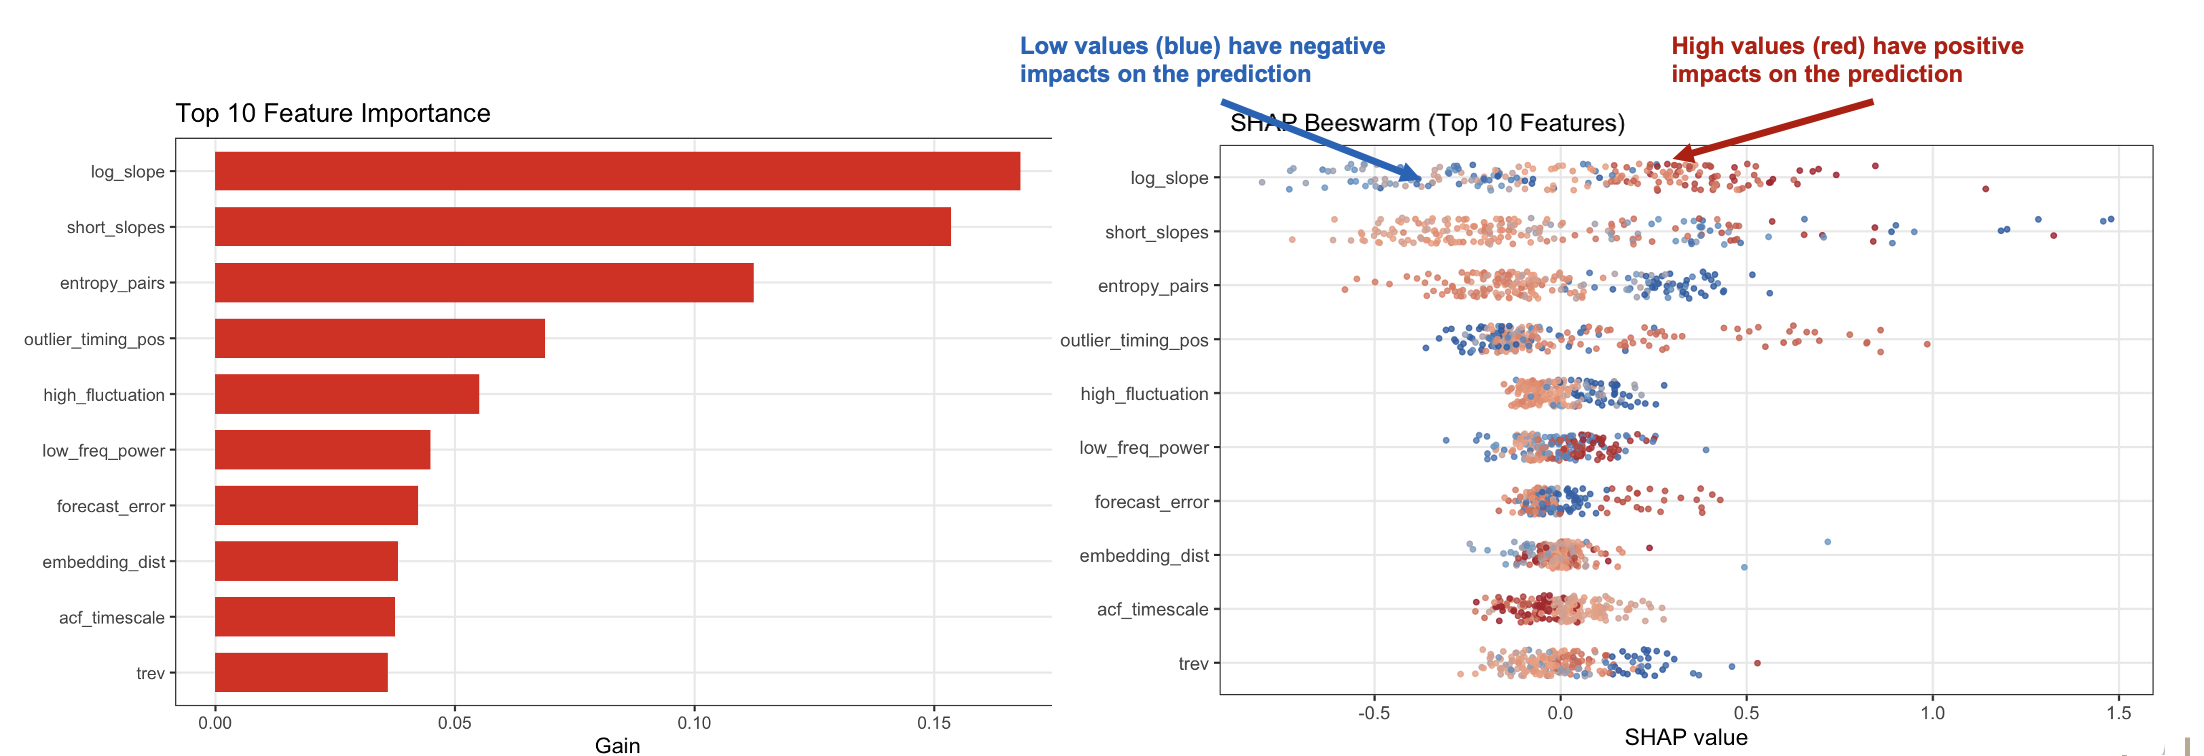 Low values (blue) have negative
impacts on the prediction
High values (red) have positive
impacts on the prediction
Top 10 Feature Importance
log_slope
short_slopes
entropy_pairs
outlier_timing_pos
high_fluctuation
low_freq_power
forecast_error
embedding_dist
acf_timescale
trev
0.00 0.05 0.10 0.15
Gain
SHAP Beeswarm (Top 10 Features)
log_slope
short_slopes
entropy_pairs
outlier_timing_pos
high_fluctuation
low_freq_power
forecast_error
embedding_dist
acf_timescale
trev
-0.5 0.0 0.5 1.0 1.5
SHAP value